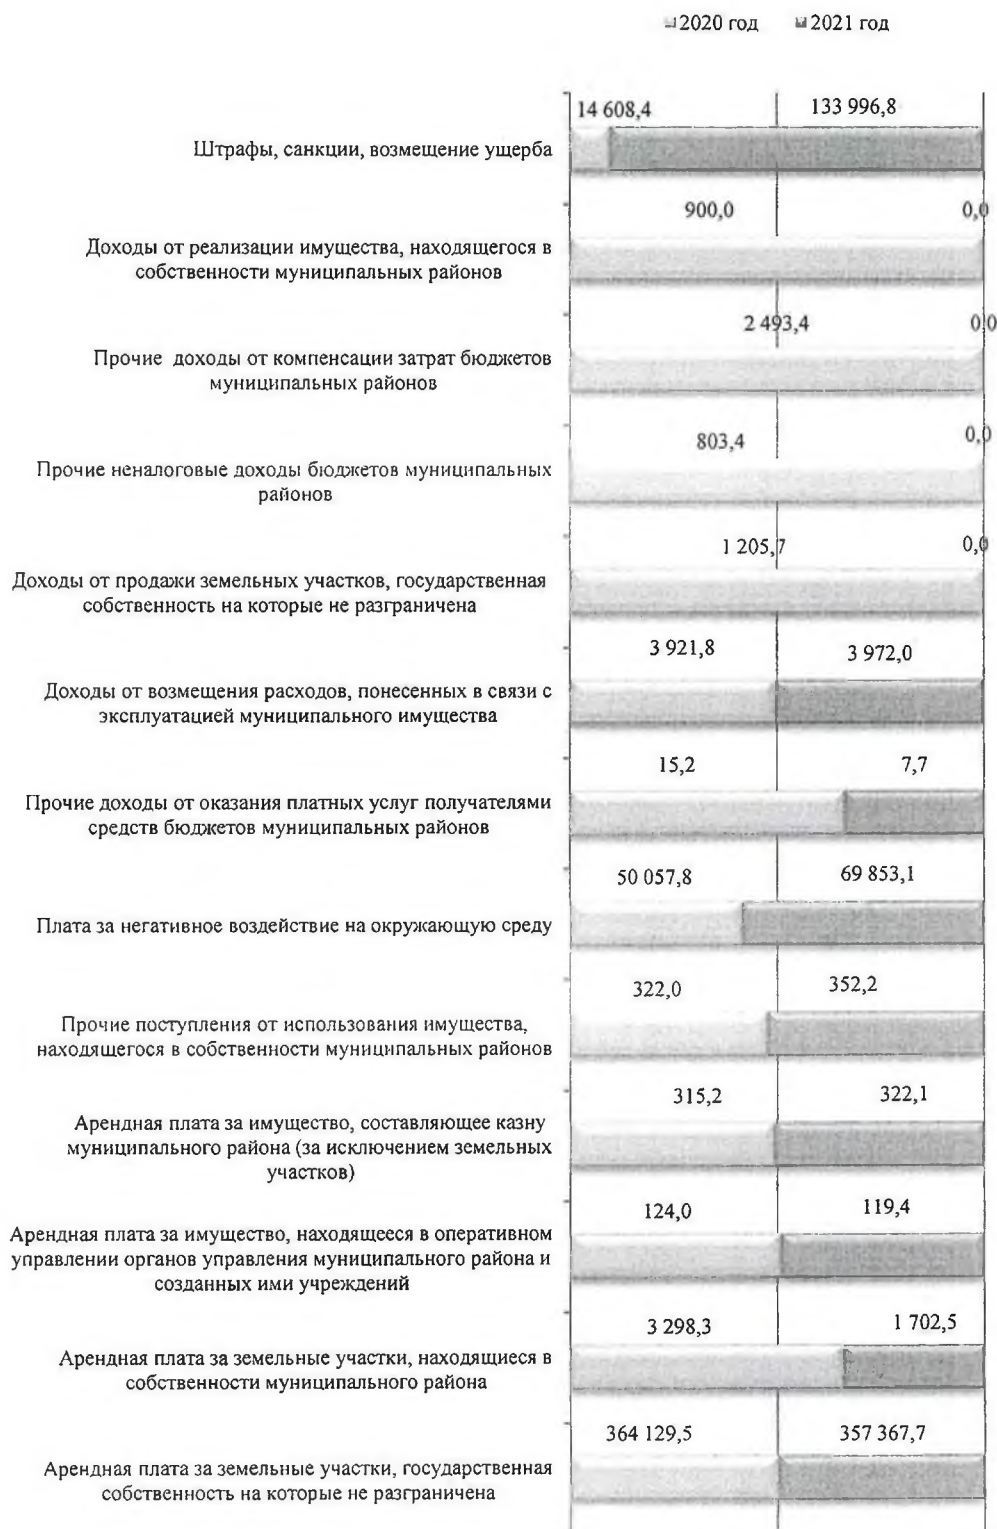 2020 год 2021 год
14 608,4 133 996,8
Штрафы, санкции, возмещение ущерба
900,0 0,0
Доходы от реализации имущества, находящегося в
собственности муниципальных районов
2 493,4 0,0
Прочие доходы от компенсации затрат бюджетов
муниципальных районов
803,4 0,0
Прочие неналоговые доходы бюджетов муниципальных
районов
1 205,7 0,0
Доходы от продажи земельных участков, государственная
собственность на которые не разграничена
3 921,8 3 972,0
Доходы от возмещения расходов, понесенных в связи с
эксплуатацией муниципального имущества
15,2 7,7
Прочие доходы от оказания платных услуг получателями
средств бюджетов муниципальных районов
50 057,8 69 853,1
Плата за негативное воздействие на окружающую среду
322,0 352,2
Прочие поступления от использования имущества,
находящегося в собственности муниципальных районов
315,2 322,1
Арендная плата за имущество, составляющее казну
муниципального района (за исключением земельных
участков)
124,0 119,4
Арендная плата за имущество, находящееся в оперативном
управлении органов управления муниципального района и
созданных ими учреждений
3 298,3 1 702,5
Арендная плата за земельные участки, находящиеся в
собственности муниципального района
364 129,5 357 367,7
Арендная плата за земельные участки, государственная
собственность на которые не разграничена